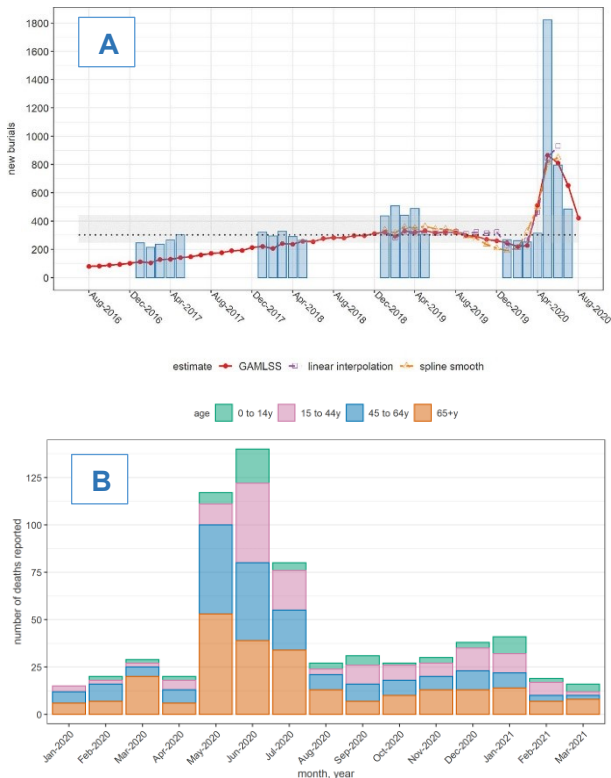 A
1800
1600
1400
1200
1000
800
600
400
200
0
new burials
Aug-2016
Dec-2016
Apr-2017
Aug-2017
Dec-2017
Apr-2018
Aug-2018
Dec-2018
Apr-2019
Aug-2019
Dec-2019
Apr-2020
Aug-2020
estimate GAMLSS linear interpolation spline smooth
age 0 to 14y 15 to 44y 45 to 64y 65+y
B
125
100
75
50
25
0
number of deaths reported
Jan-2020
Feb-2020
Mar-2020
Apr-2020
May-2020
Jun-2020
Jul-2020
Aug-2020
Sep-2020
Oct-2020
Nov-2020
Dec-2020
Jan-2021
Feb-2021
Mar-2021
month, year